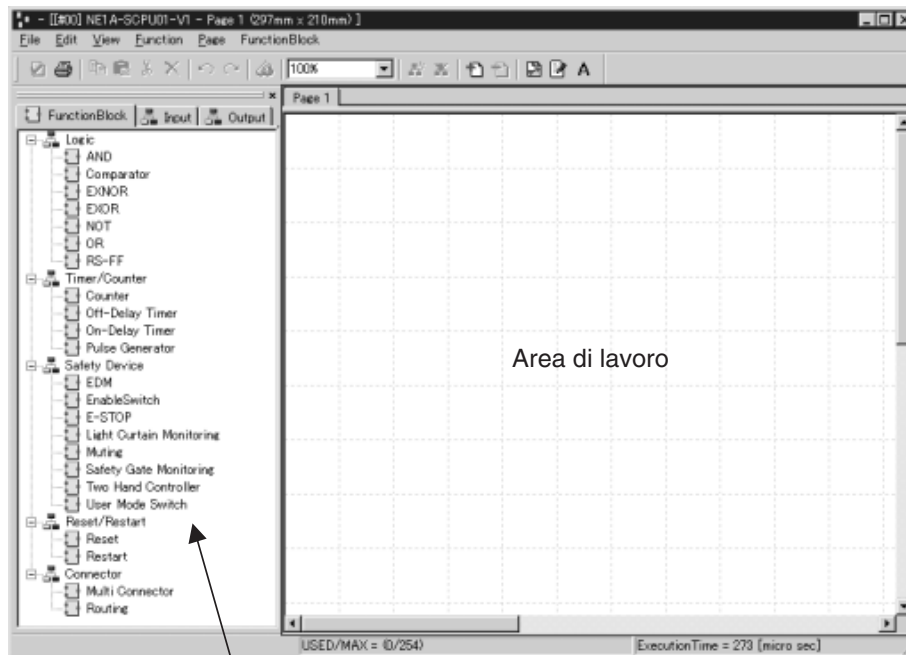 - [[#00] NE1A-SCPU01-V1 - Page 1 (297mm x 210mm) ]
File Edit View Function Page FunctionBlock
100%
Page 1
FunctionBlock Input Output
Logic
AND
Comparator
EXNOR
EXOR
NOT
OR
RS-FF
Timer/Counter
Counter
Off-Delay Timer
On-Delay Timer
Pulse Generator
Safety Device
EDM
EnableSwitch
E-STOP
Light Curtain Monitoring
Muting
Safety Gate Monitoring
Two Hand Controller
User Mode Switch
Reset/Restart
Reset
Restart
Connector
Multi Connector
Routing
Area di lavoro
USED/MAX = (0/254) ExecutionTime = 273 [micro sec]